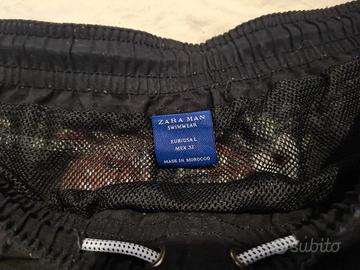 ZARA MAN
SWIMWEAR
EUR/USA L
MEX 32
MADE IN MOROCCO
subito